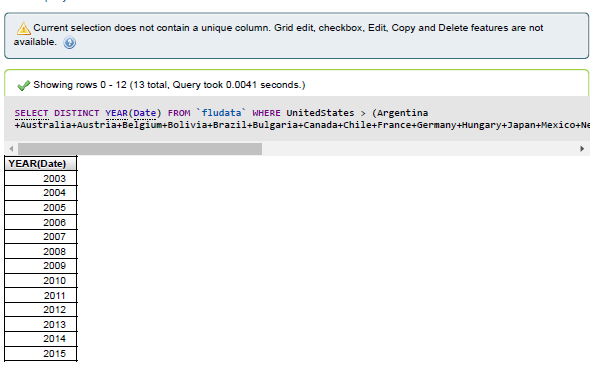 Current selection does not contain a unique column. Grid edit, checkbox, Edit, Copy and Delete features are not
available.
Showing rows 0 - 12 (13 total, Query took 0.0041 seconds.)
SELECT DISTINCT YEAR(Date) FROM `fludata` WHERE UnitedStates > (Argentina
+Australia+Austria+Belgium+Bolivia+Brazil+Bulgaria+Canada+Chile+France+Germany+Hungary+Japan+Mexico+Ne
YEAR(Date)
2003
2004
2005
2006
2007
2008
2009
2010
2011
2012
2013
2014
2015